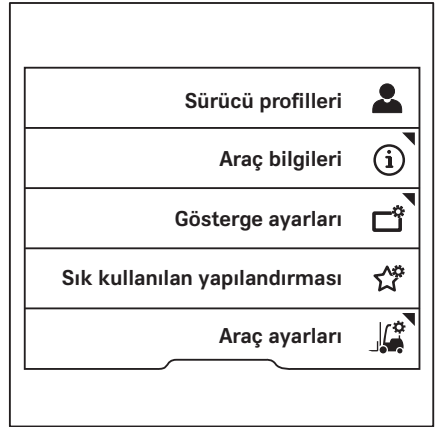 Sürücü profilleri
Araç bilgileri
Gösterge ayarları
Sık kullanılan yapılandırması
Araç ayarları